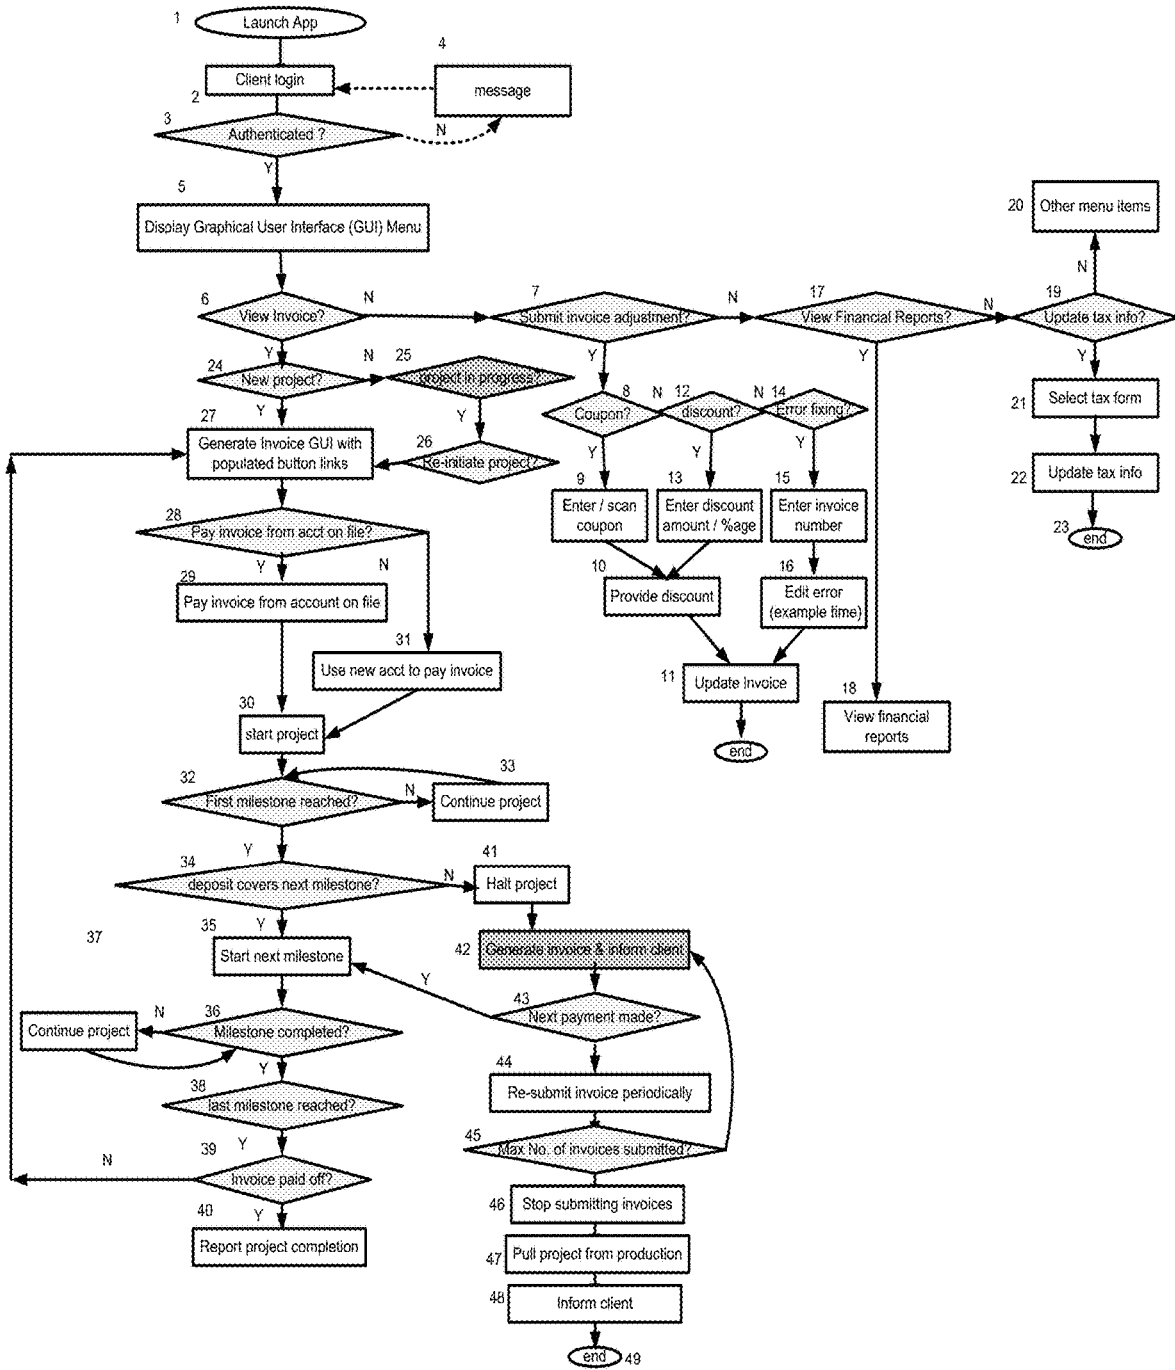 1
Launch App
4
Client login
message
2
3
Authenticated ?
N
Y
5
Display Graphical User Interface (GUI) Menu
20
Other menu items
N
6
View Invoice?
N
7
Submit invoice adjustment?
N
17
View Financial Reports?
N
19
Update tax info?
Y
Y
Y
Y
24
New project?
N
25
project in progress?
8
Coupon?
N
12
discount?
N
14
Error fixing?
21
Select tax form
Y
Y
27
Generate Invoice GUI with
populated button links
26
Re-initiate project?
Y
Y
Y
9
Enter / scan
coupon
13
Enter discount
amount / %age
15
Enter invoice
number
22
Update tax info
23
end
28
Pay invoice from acct on file?
Y
N
29
Pay invoice from account on file
10
Provide discount
16
Edit error
(example time)
31
Use new acct to pay invoice
11
Update Invoice
18
View financial
reports
30
start project
end
32
First milestone reached?
N
33
Continue project
Y
34
deposit covers next milestone?
N
41
Halt project
Y
35
Start next milestone
37
42
Generate invoice & inform client
Y
43
Next payment made?
36
Milestone completed?
N
Continue project
Y
44
Re-submit invoice periodically
38
last milestone reached?
Y
45
Max No. of invoices submitted?
39
Invoice paid off?
N
Y
46
Stop submitting invoices
40
Report project completion
47
Pull project from production
48
Inform client
end
49